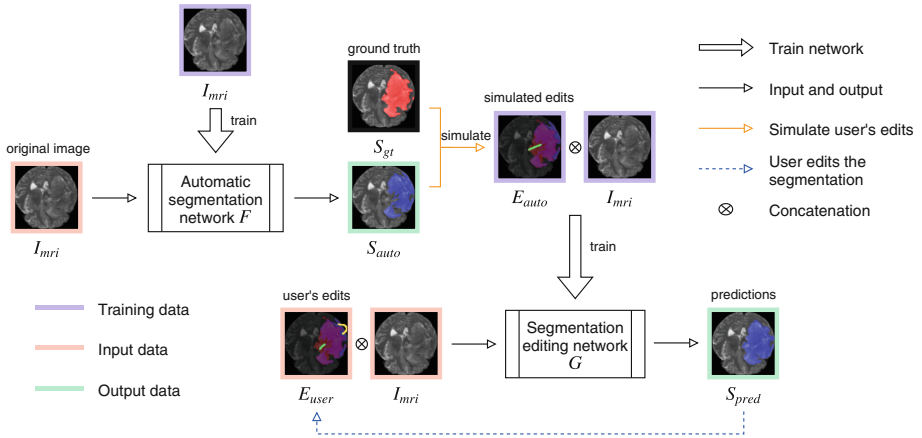 I_mri
train
original image
I_mri
Automatic
segmentation
network F
ground truth
S_gt
simulate
S_auto
simulated edits
⊗
E_auto
I_mri
train
Train network
Input and output
Simulate user's edits
User edits the
segmentation
⊗ Concatenation
Training data
Input data
Output data
user's edits
⊗
E_user
I_mri
Segmentation
editing network
G
predictions
S_pred